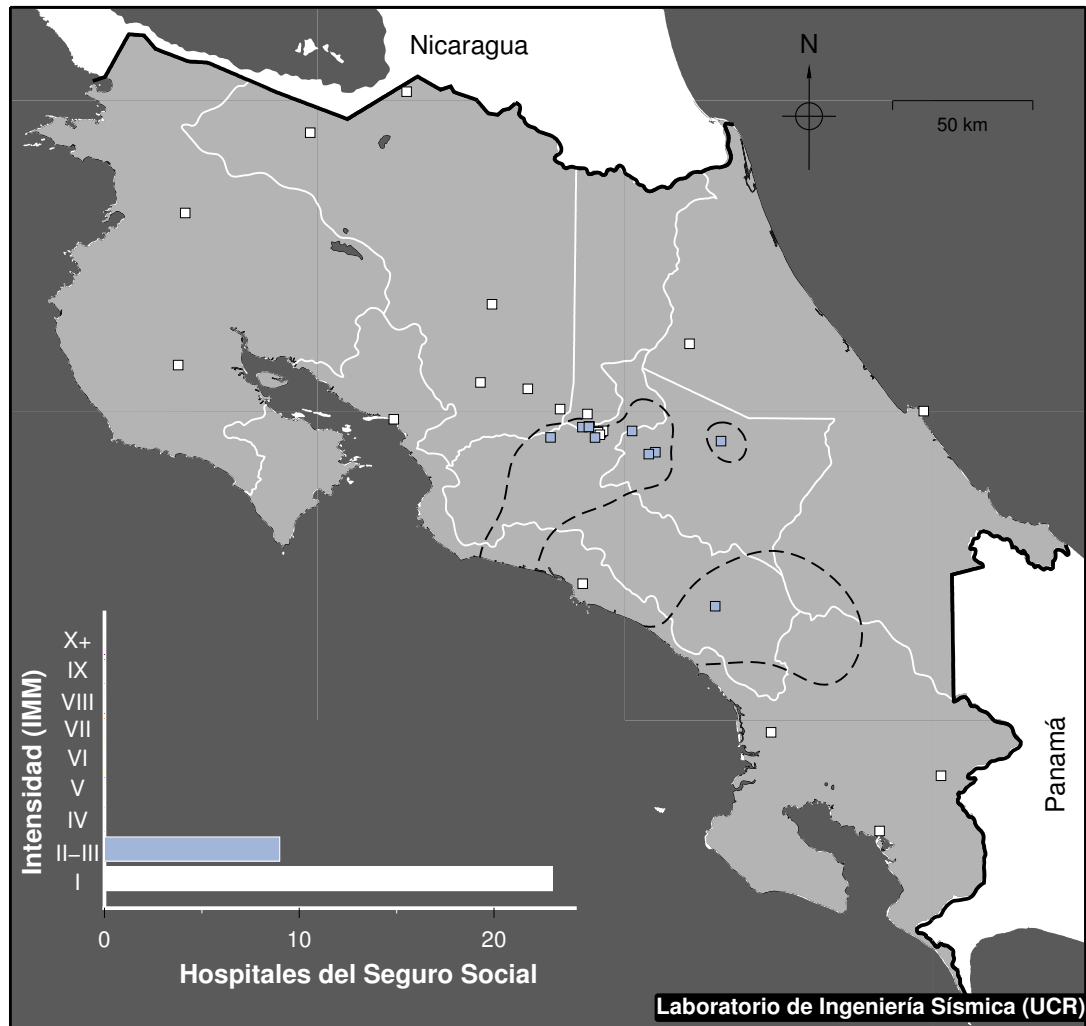 Nicaragua
N
50 km
Panamá
Intensidad (IMM)
X+
IX
VIII
VII
VI
V
IV
II–III
I
0 10 20
Hospitales del Seguro Social
Laboratorio de Ingeniería Sísmica (UCR)